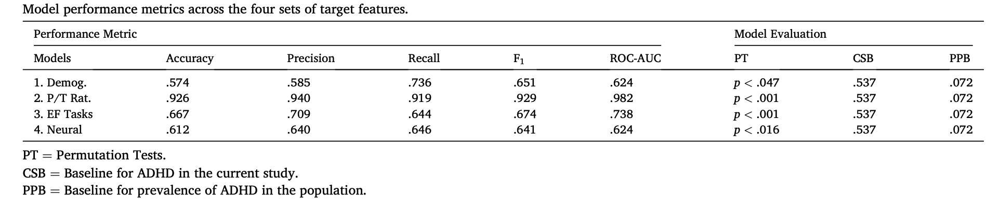 Model performance metrics across the four sets of target features.
Performance Metric Model Evaluation
Models Accuracy Precision Recall F₁ ROC-AUC PT CSB PPB
1. Demog. .574 .585 .736 .651 .624 p < .047 .537 .072
2. P/T Rat. .926 .940 .919 .929 .982 p < .001 .537 .072
3. EF Tasks .667 .709 .644 .674 .738 p < .001 .537 .072
4. Neural .612 .640 .646 .641 .624 p < .016 .537 .072
PT = Permutation Tests.
CSB = Baseline for ADHD in the current study.
PPB = Baseline for prevalence of ADHD in the population.